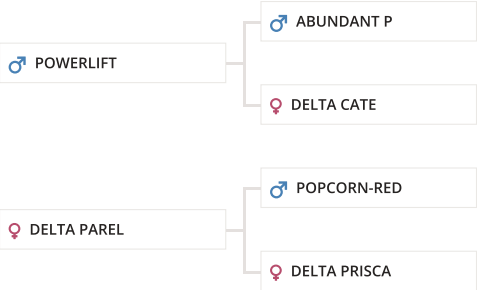 ABUNDANT P
POWERLIFT
DELTA CATE
POPCORN-RED
DELTA PAREL
DELTA PRISCA